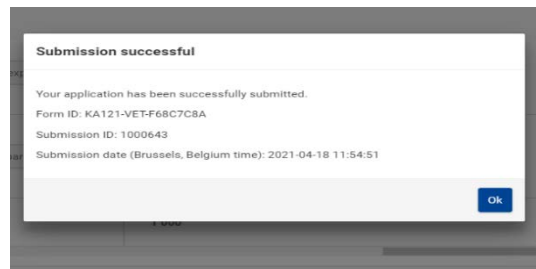 Submission successful
Your application has been successfully submitted.
Form ID: KA121-VET-F68C7C8A
Submission ID: 1000643
Submission date (Brussels, Belgium time): 2021-04-18 11:54:51
Ok